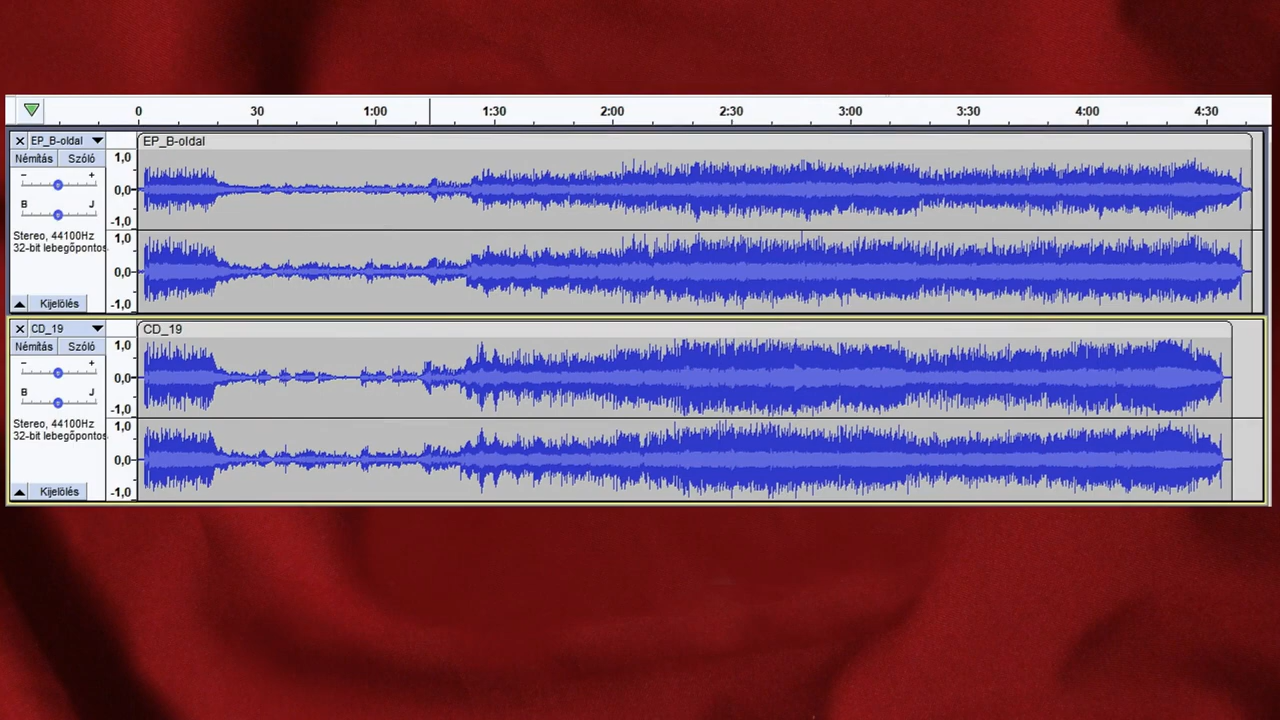 0 30 1:00 1:30 2:00 2:30 3:00 3:30 4:00 4:30
EP_B-oldal
EP_B-oldal
Némítás Szóló
- +
B J
Stereo, 44100Hz
32-bit lebegőpontos
Kijelölés
1,0
0,0
-1,0
1,0
0,0
-1,0
CD_19
CD_19
Némítás Szóló
- +
B J
Stereo, 44100Hz
32-bit lebegőpontos
Kijelölés
1,0
0,0
-1,0
1,0
0,0
-1,0